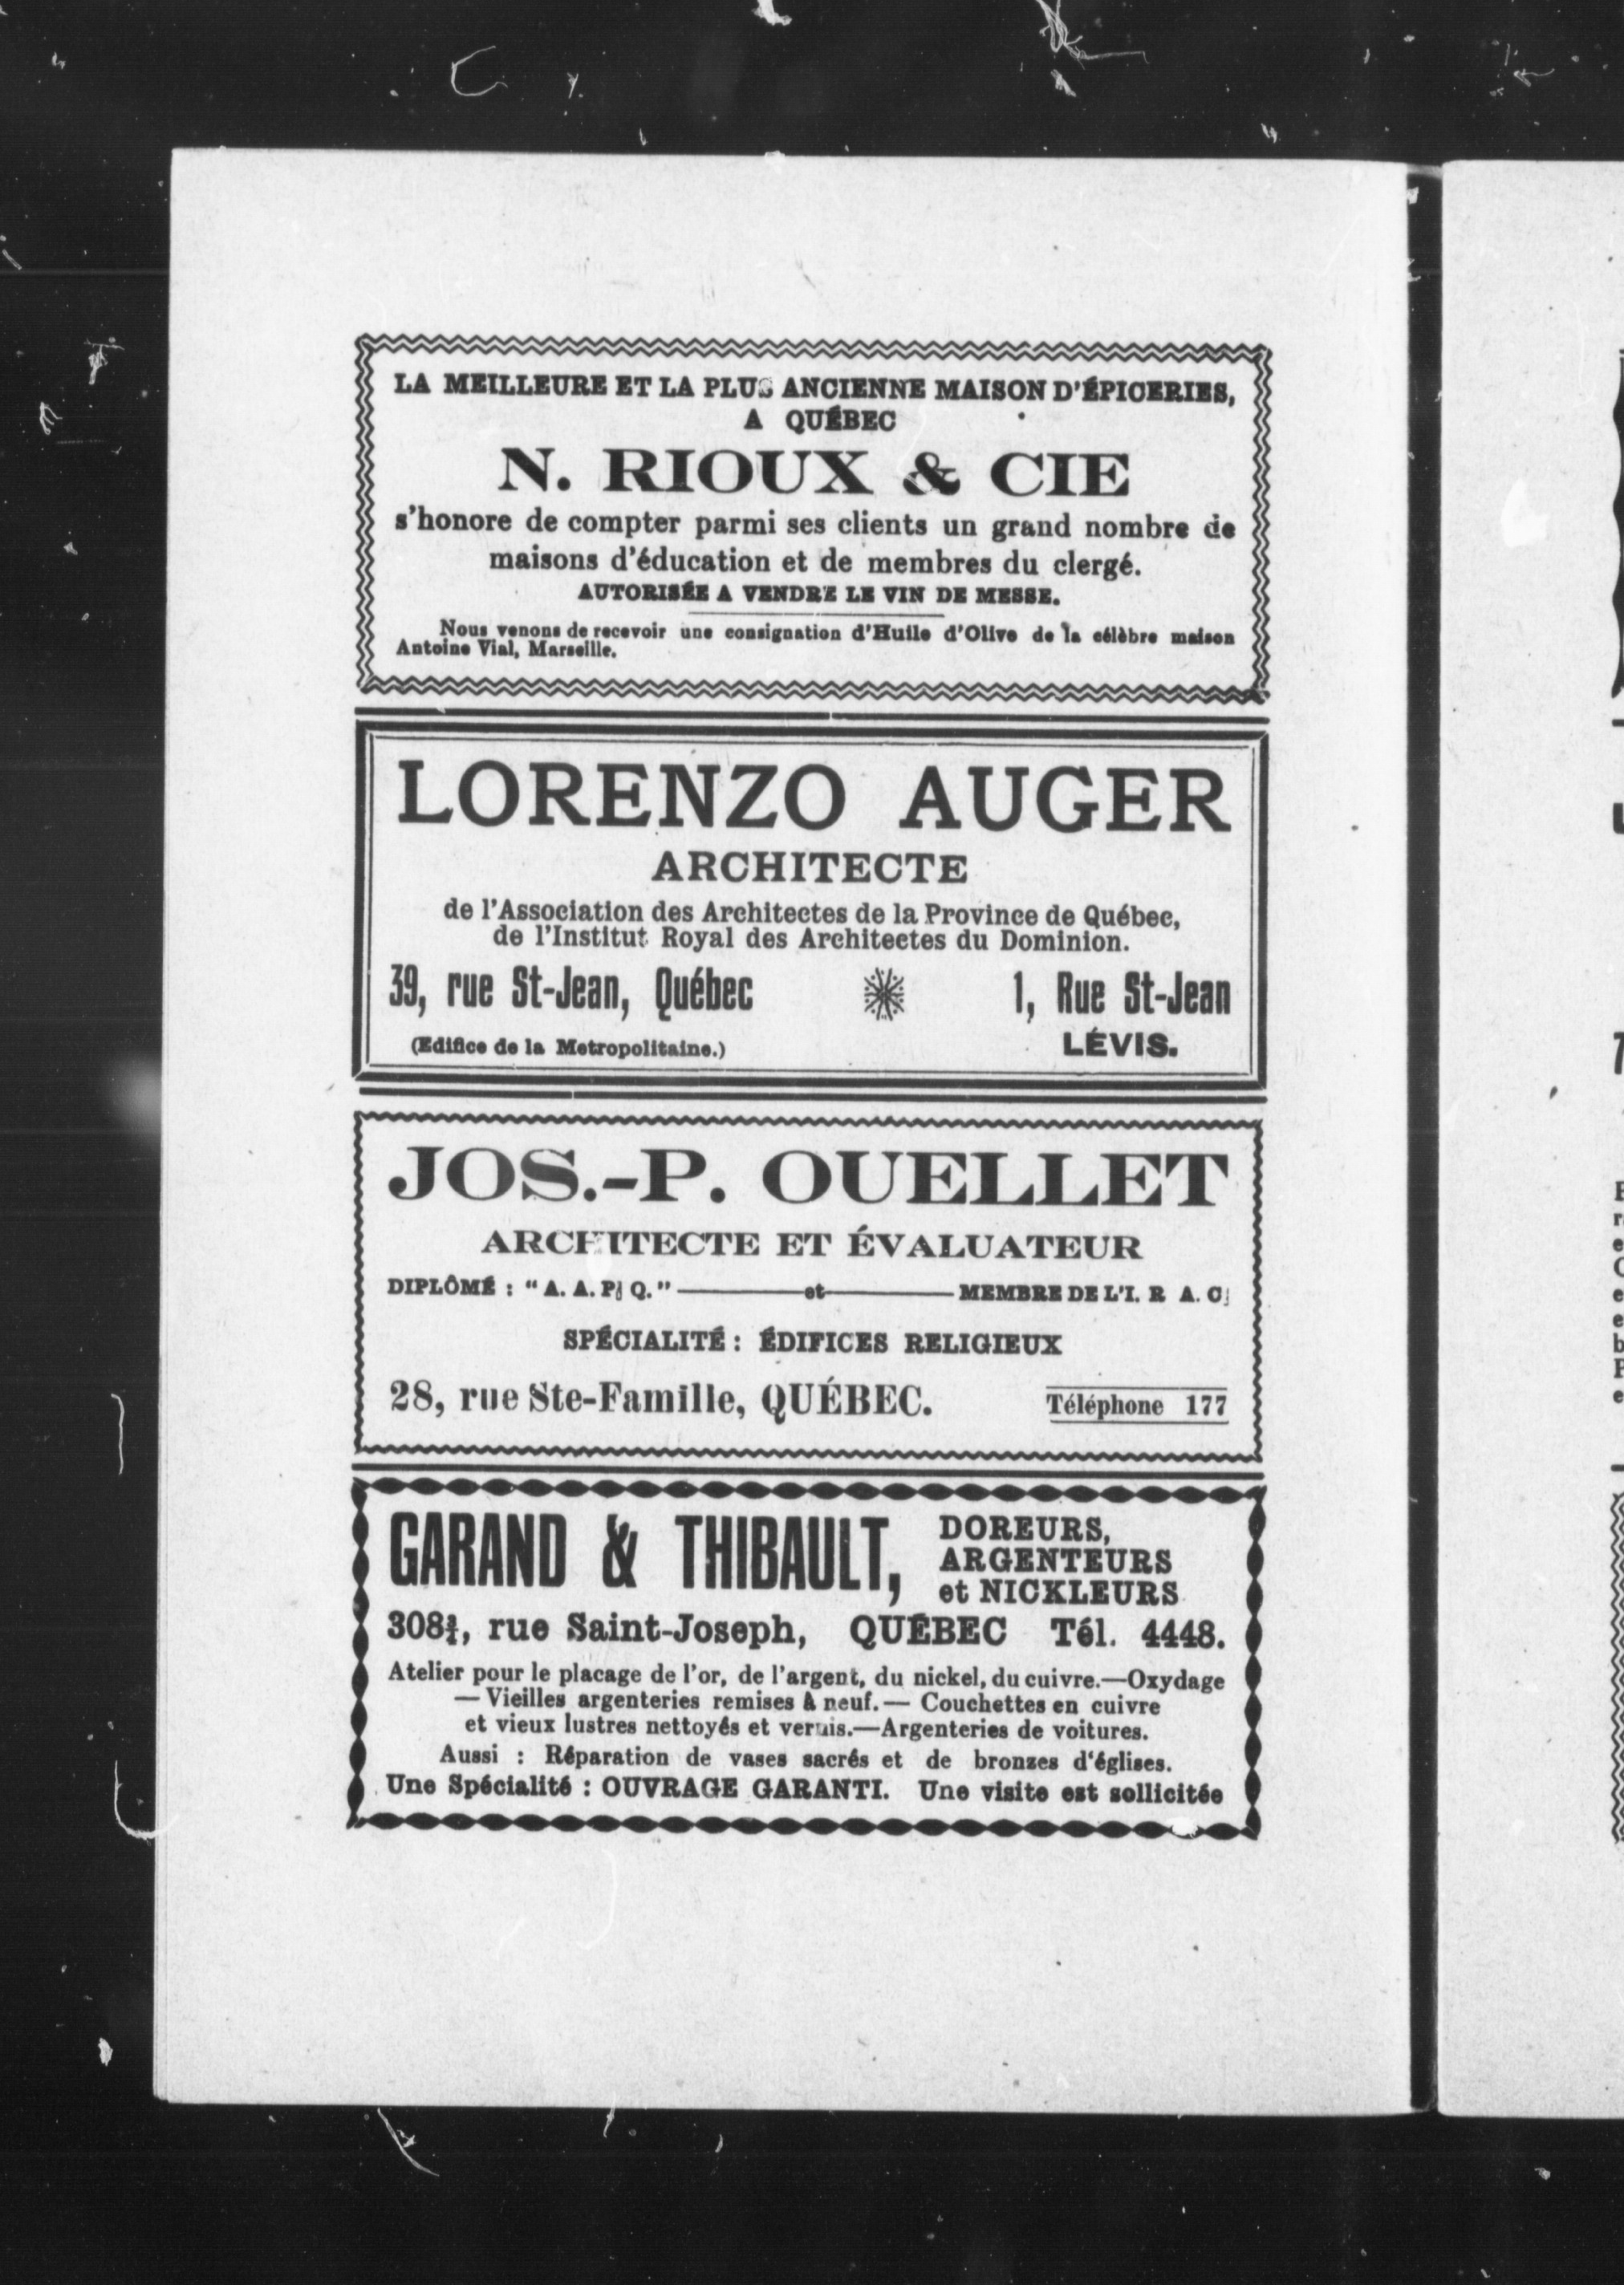 LA MEILLEURE ET LA PLUS ANCIENNE MAISON D'ÉPICERIES,
A QUÉBEC
N. RIOUX & CIE
s'honore de compter parmi ses clients un grand nombre de
maisons d'éducation et de membres du clergé.
AUTORISÉE A VENDRE LE VIN DE MESSE.
Nous venons de recevoir une consignation d'Huile d'Olive de la célèbre maison
Antoine Vial, Marseille.
LORENZO AUGER
ARCHITECTE
de l'Association des Architectes de la Province de Québec,
de l'Institut Royal des Architectes du Dominion.
39, rue St-Jean, Québec 1, Rue St-Jean
(Edifice de la Metropolitaine.) LÉVIS.
JOS.-P. OUELLET
ARCHITECTE ET ÉVALUATEUR
DIPLÔMÉ : "A. A. P. Q." ——— et ——— MEMBRE DE L'I. R A. C.
SPÉCIALITÉ : ÉDIFICES RELIGIEUX
28, rue Ste-Famille, QUÉBEC. Téléphone 177
GARAND & THIBAULT, DOREURS,
ARGENTEURS
et NICKLEURS
rue Saint-Joseph, QUÉBEC Tél. 4448.
Atelier pour le placage de l'or, de l'argent, du nickel, du cuivre.—Oxydage
— Vieilles argenteries remises à neuf. — Couchettes en cuivre
et vieux lustres nettoyés et vernis.—Argenteries de voitures.
Aussi : Réparation de vases sacrés et de bronzes d'églises.
Une Spécialité : OUVRAGE GARANTI. Une visite est sollicitée